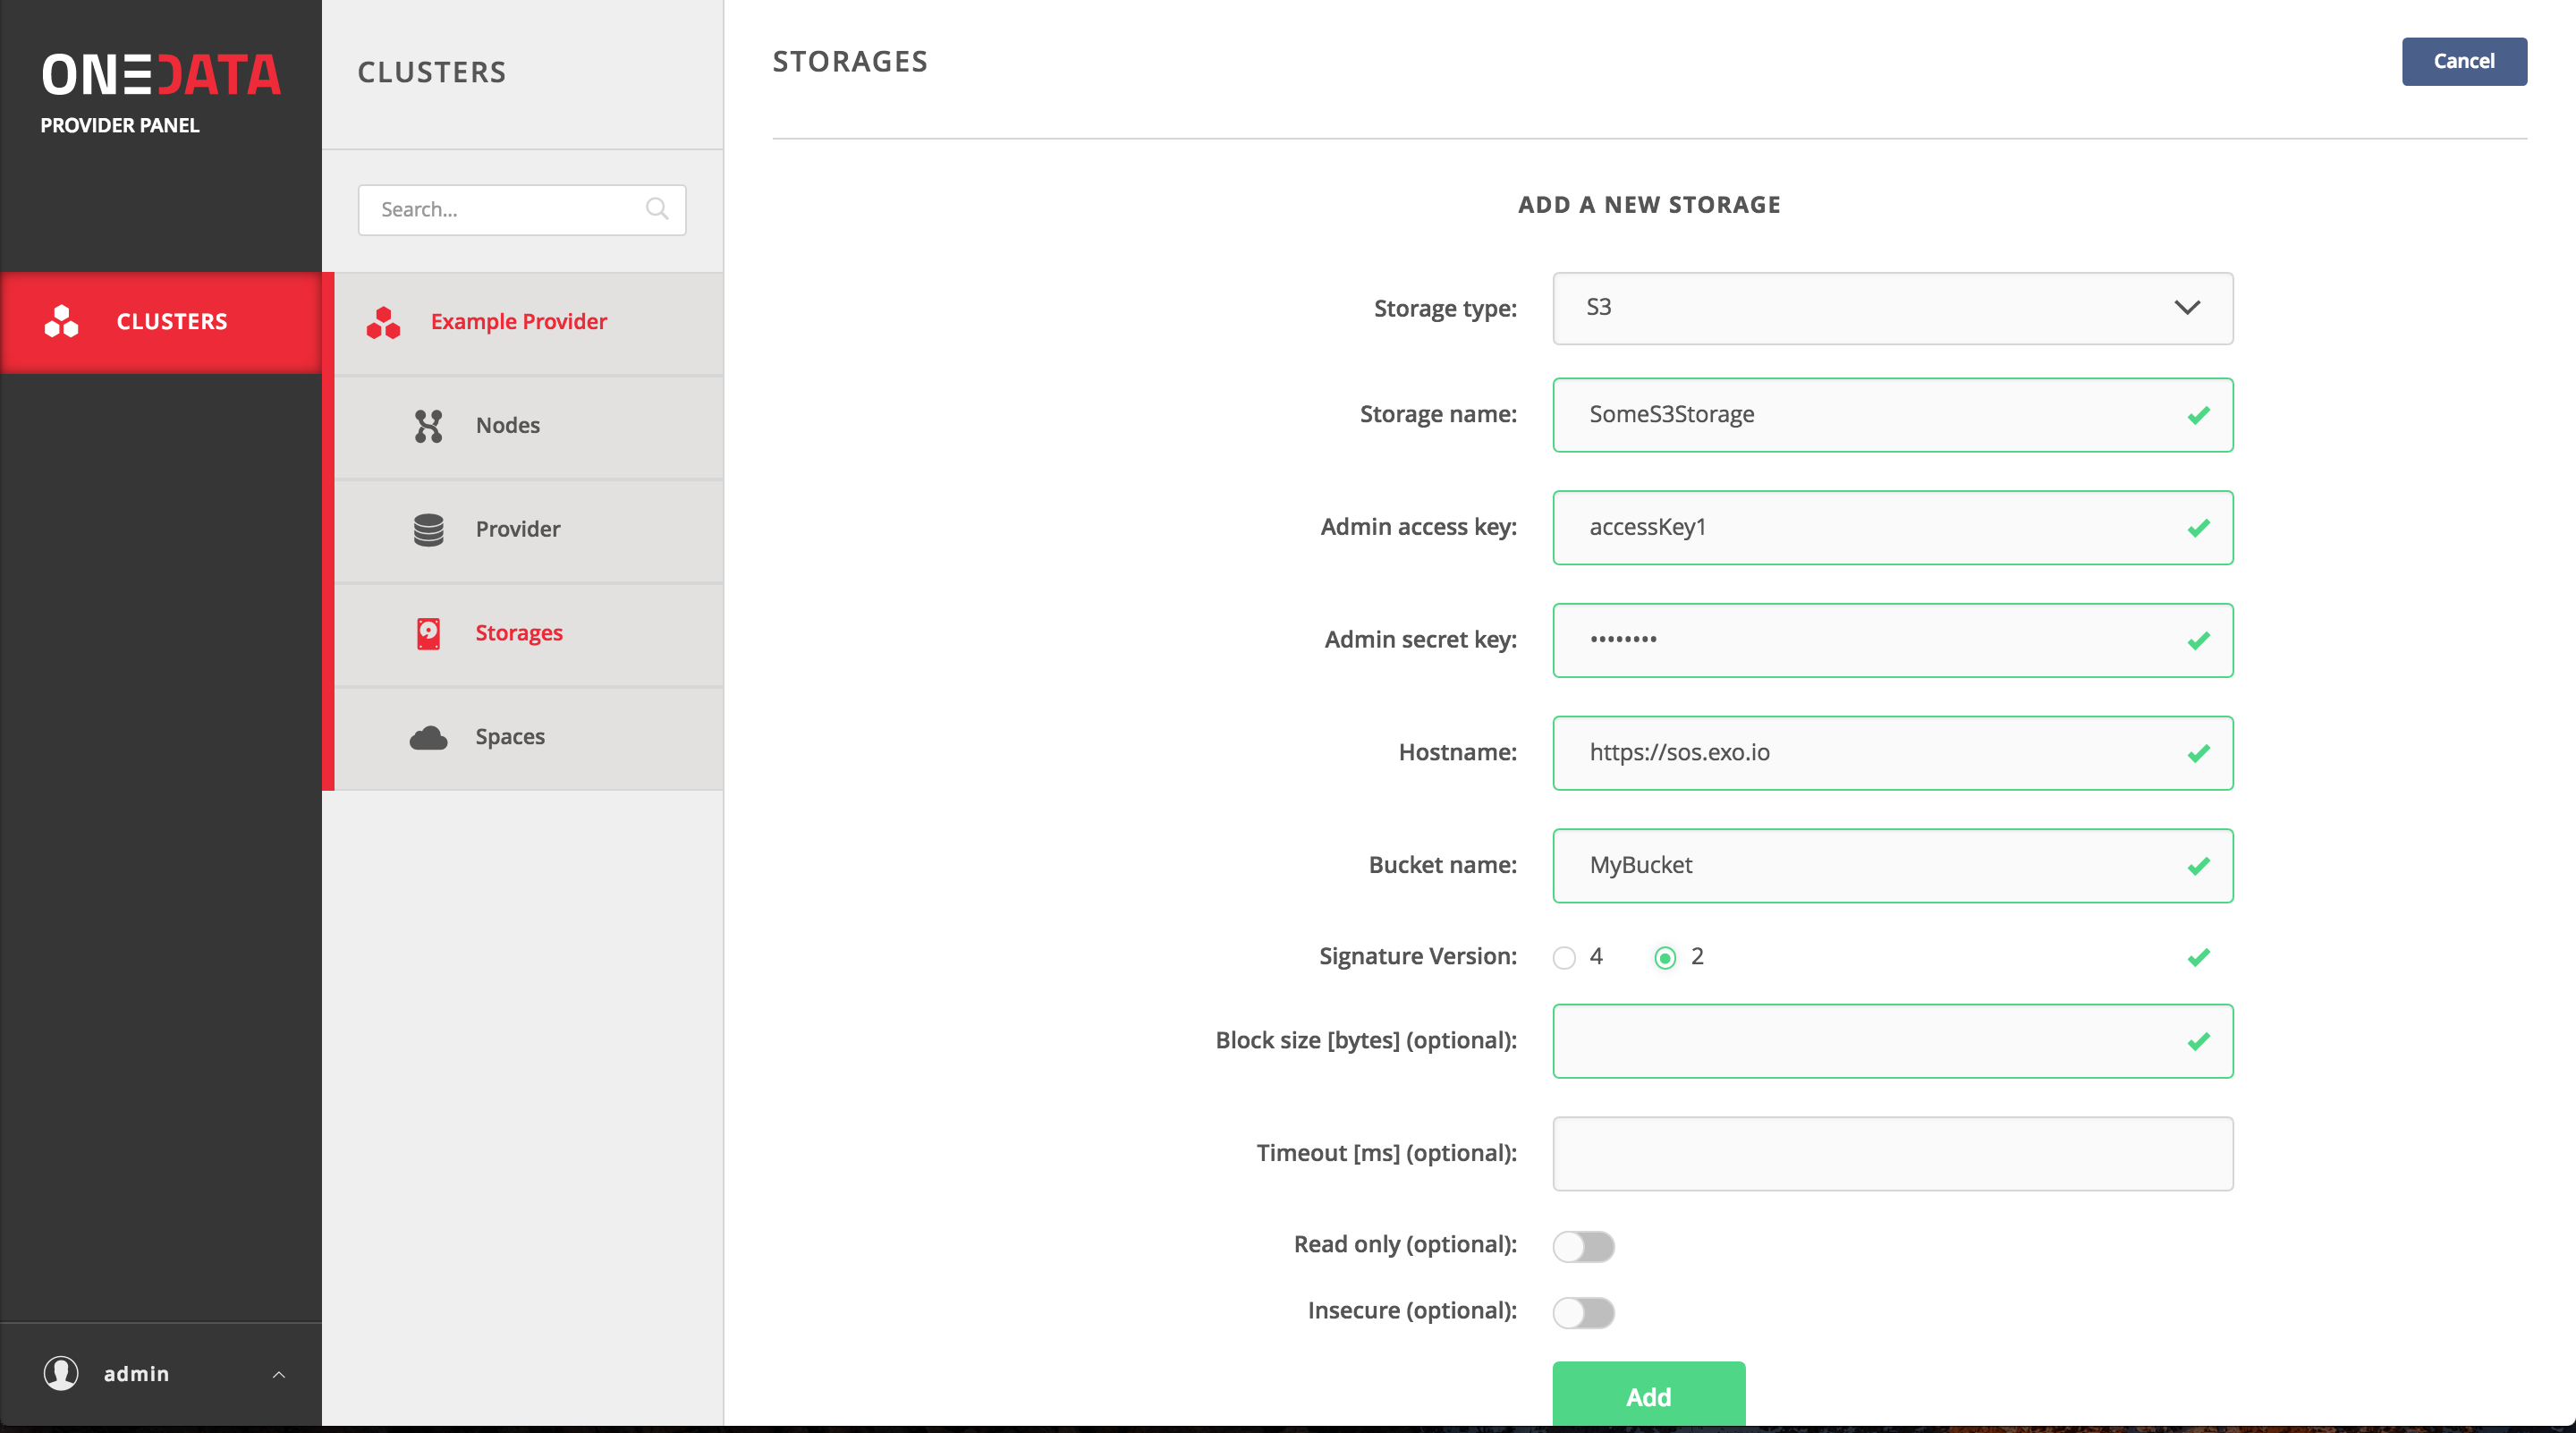 ONEDATA
PROVIDER PANEL
CLUSTERS
admin
CLUSTERS
Search...
Example Provider
Nodes
Provider
Storages
Spaces
STORAGES
Cancel
ADD A NEW STORAGE
Storage type: S3
Storage name: SomeS3Storage
Admin access key: accessKey1
Admin secret key: ••••••••
Hostname: https://sos.exo.io
Bucket name: MyBucket
Signature Version: 4 2
Block size [bytes] (optional):
Timeout [ms] (optional):
Read only (optional):
Insecure (optional):
Add